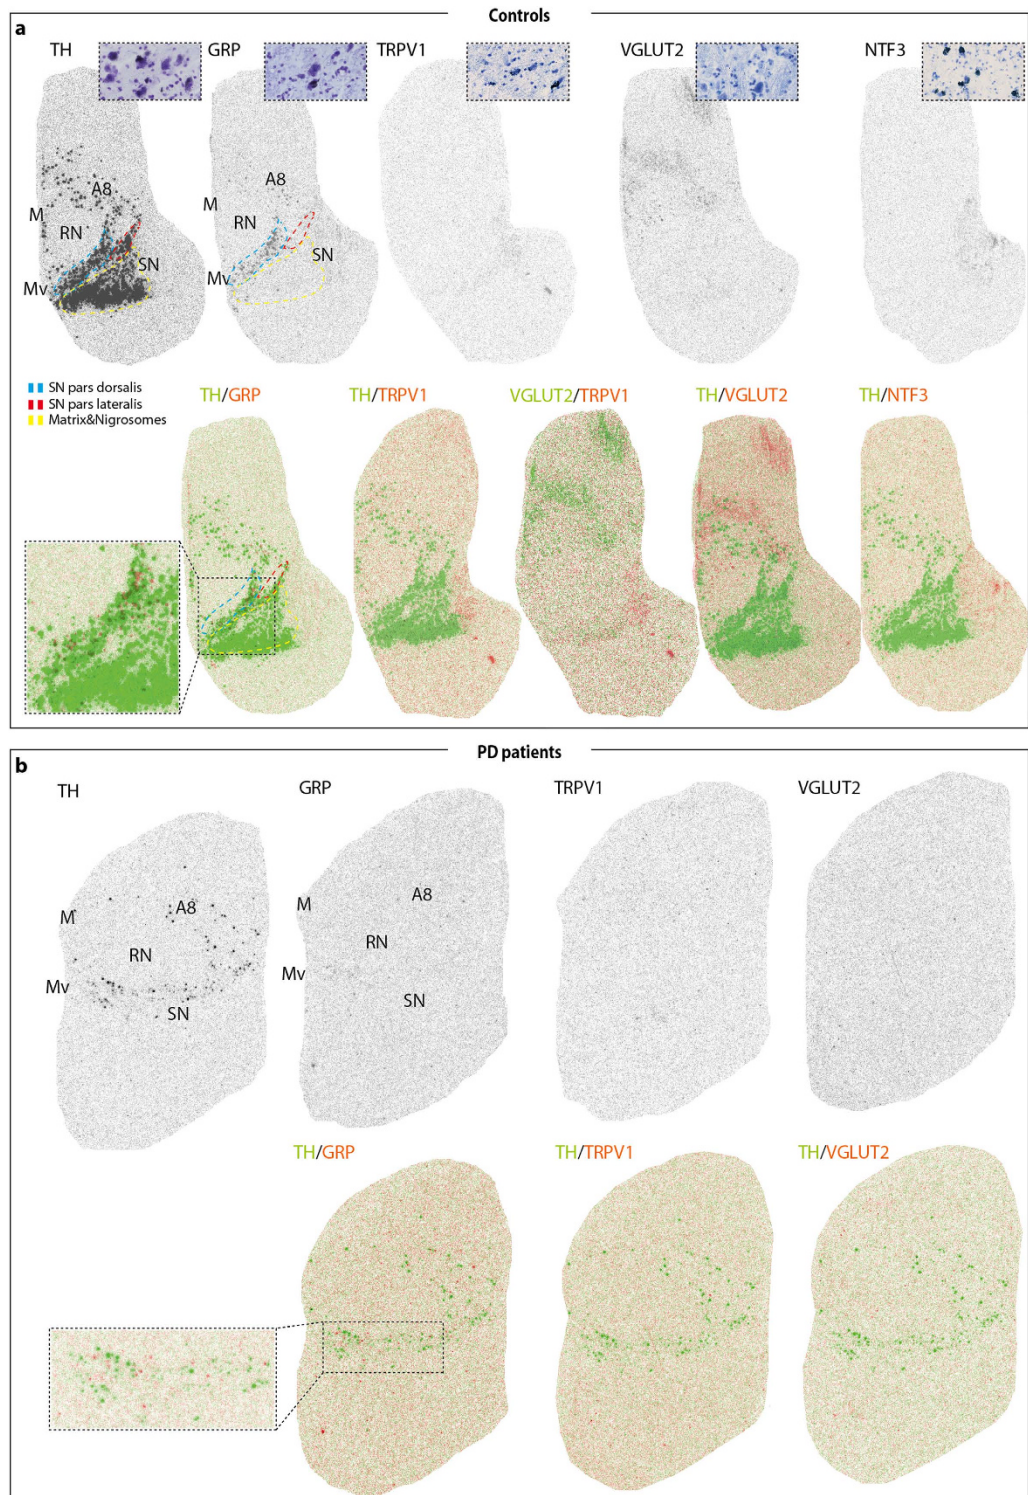 Controls
a
TH GRP TRPV1 VGLUT2 NTF3
A8 A8
M M
RN RN
SN SN
Mv Mv
SN pars dorsalis
SN pars lateralis
Matrix&Nigrosomes
TH/GRP TH/TRPV1 VGLUT2/TRPV1 TH/VGLUT2 TH/NTF3
PD patients
b
TH GRP TRPV1 VGLUT2
A8 A8
M M
RN RN
Mv Mv
SN SN
TH/GRP TH/TRPV1 TH/VGLUT2